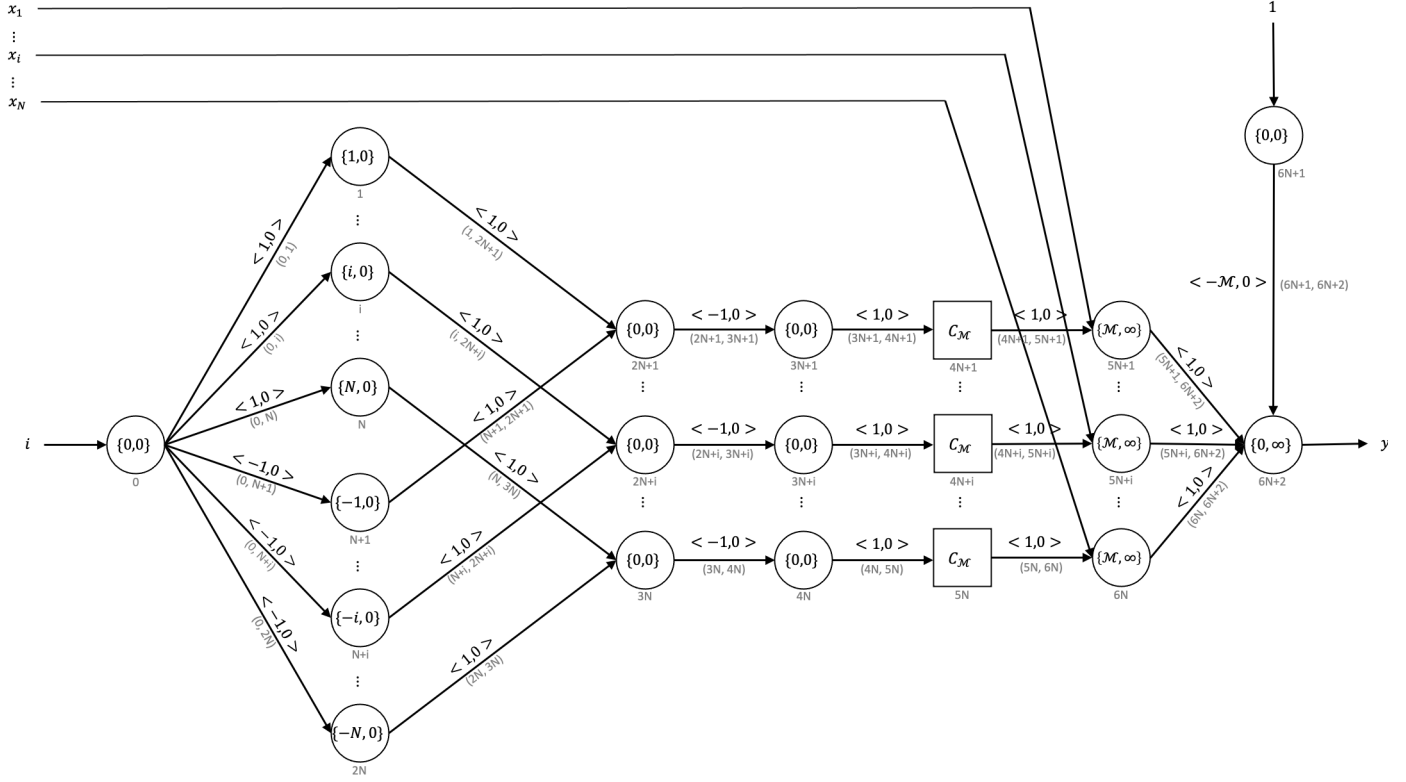 x₁
⋮
xᵢ
⋮
x_N
1
{0,0}
6N+1
< −ℳ, 0 >
(6N+1, 6N+2)
i
{0,0}
0
< 1,0 >
(0, 1)
< 1,0 >
(0, i)
< 1,0 >
(0, N)
< −1,0 >
(0, N+1)
< −1,0 >
(0, N+i)
< −1,0 >
(0, 2N)
{1,0}
1
⋮
{i, 0}
i
⋮
{N, 0}
N
{−1,0}
N+1
⋮
{−i, 0}
N+i
⋮
{−N, 0}
2N
< 1,0 >
(1, 2N+1)
< 1,0 >
(i, 2N+i)
< 1,0 >
(N, 3N)
< 1,0 >
(N+1, 2N+1)
< 1,0 >
(N+i, 2N+i)
< 1,0 >
(2N, 3N)
{0,0}
2N+1
< −1,0 >
(2N+1, 3N+1)
{0,0}
3N+1
< 1,0 >
(3N+1, 4N+1)
C_ℳ
4N+1
< 1,0 >
(4N+1, 5N+1)
{ℳ, ∞}
5N+1
< 1,0 >
(5N+1, 6N+2)
⋮ ⋮ ⋮ ⋮
{0,0}
2N+i
< −1,0 >
(2N+i, 3N+i)
{0,0}
3N+i
< 1,0 >
(3N+i, 4N+i)
C_ℳ
4N+i
< 1,0 >
(4N+i, 5N+i)
{ℳ, ∞}
5N+i
< 1,0 >
(5N+i, 6N+2)
{0, ∞}
6N+2
y
⋮ ⋮ ⋮ ⋮
{0,0}
3N
< −1,0 >
(3N, 4N)
{0,0}
4N
< 1,0 >
(4N, 5N)
C_ℳ
5N
< 1,0 >
(5N, 6N)
{ℳ, ∞}
6N
< 1,0 >
(6N, 6N+2)